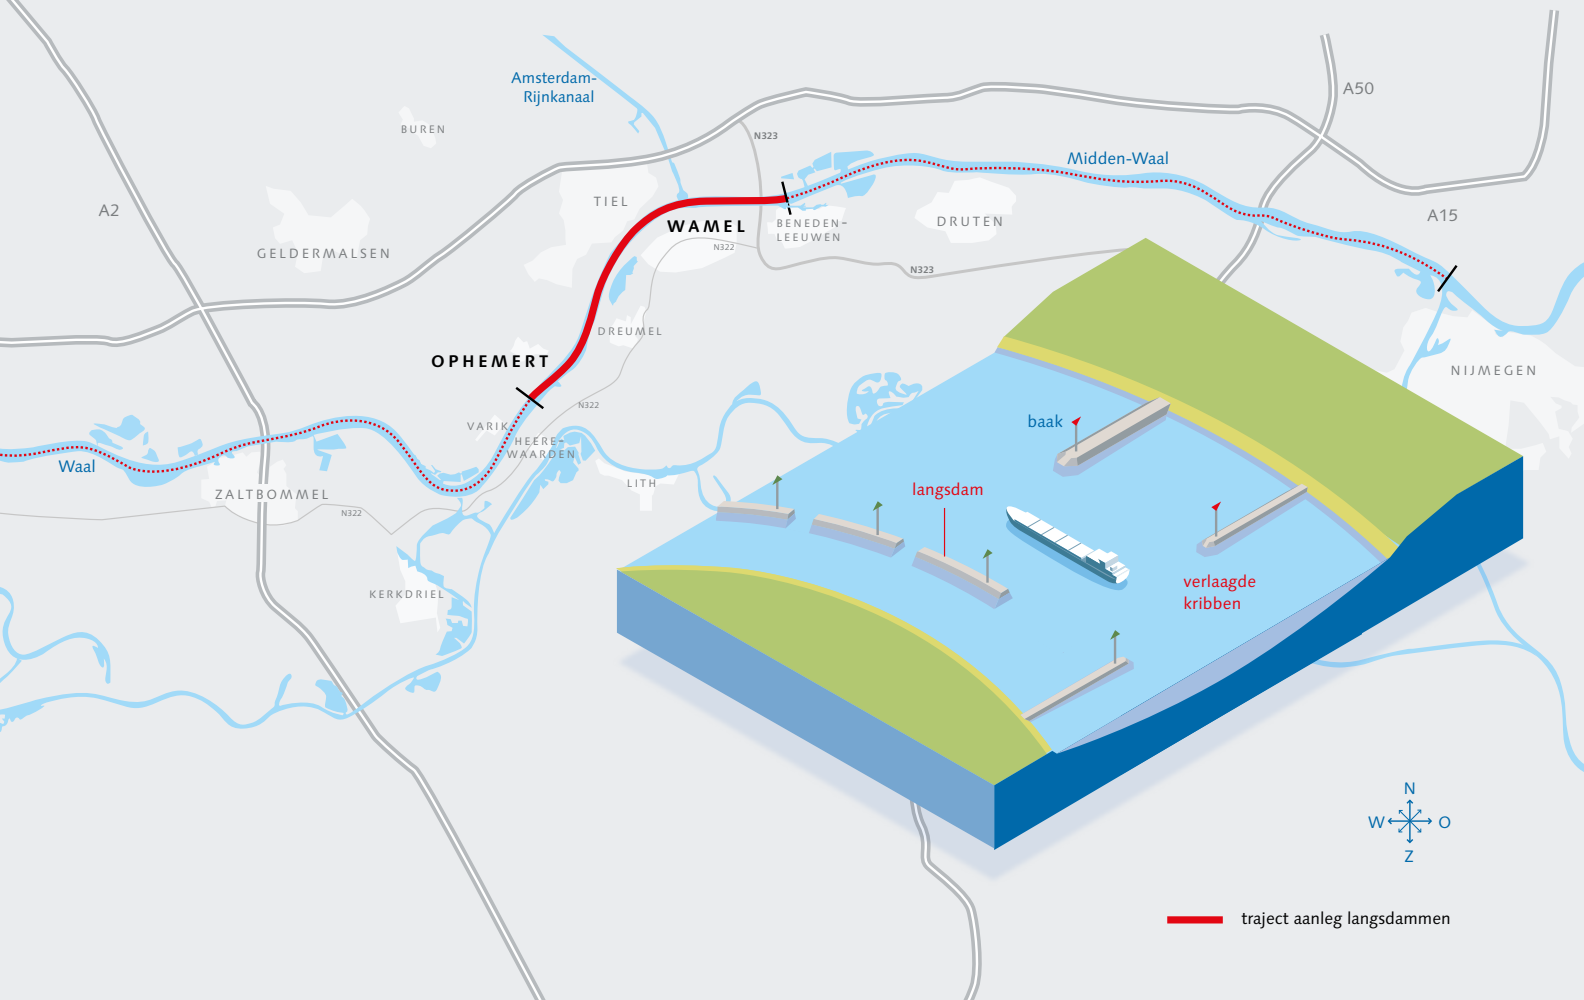 Amsterdam-
Rijnkanaal
A50
BUREN
N323
Midden-Waal
TIEL
A2
WAMEL
BENEDEN-
LEEUWEN
DRUTEN
A15
GELDERMALSEN
N322
N323
DREUMEL
OPHEMERT
NIJMEGEN
N322
VARIK
HEERE-
WAARDEN
baak
Waal
ZALTBOMMEL
N322
LITH
langsdam
KERKDRIEL
verlaagde
kribben
N
W
O
Z
traject aanleg langsdammen